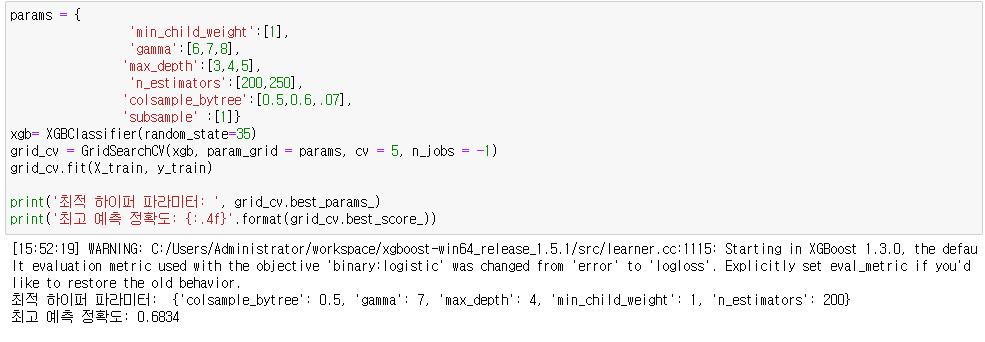 params = {
'min_child_weight':[1],
'gamma':[6,7,8],
'max_depth':[3,4,5],
'n_estimators':[200,250],
'colsample_bytree':[0.5,0.6,.07],
'subsample' :[1]}
xgb= XGBClassifier(random_state=35)
grid_cv = GridSearchCV(xgb, param_grid = params, cv = 5, n_jobs = -1)
grid_cv.fit(X_train, y_train)
print('최적 하이퍼 파라미터: ', grid_cv.best_params_)
print('최고 예측 정확도: {:.4f}'.format(grid_cv.best_score_))
[15:52:19] WARNING: C:/Users/Administrator/workspace/xgboost-win64_release_1.5.1/src/learner.cc:1115: Starting in XGBoost 1.3.0, the defau
lt evaluation metric used with the objective 'binary:logistic' was changed from 'error' to 'logloss'. Explicitly set eval_metric if you'd
like to restore the old behavior.
최적 하이퍼 파라미터:  {'colsample_bytree': 0.5, 'gamma': 7, 'max_depth': 4, 'min_child_weight': 1, 'n_estimators': 200}
최고 예측 정확도: 0.6834